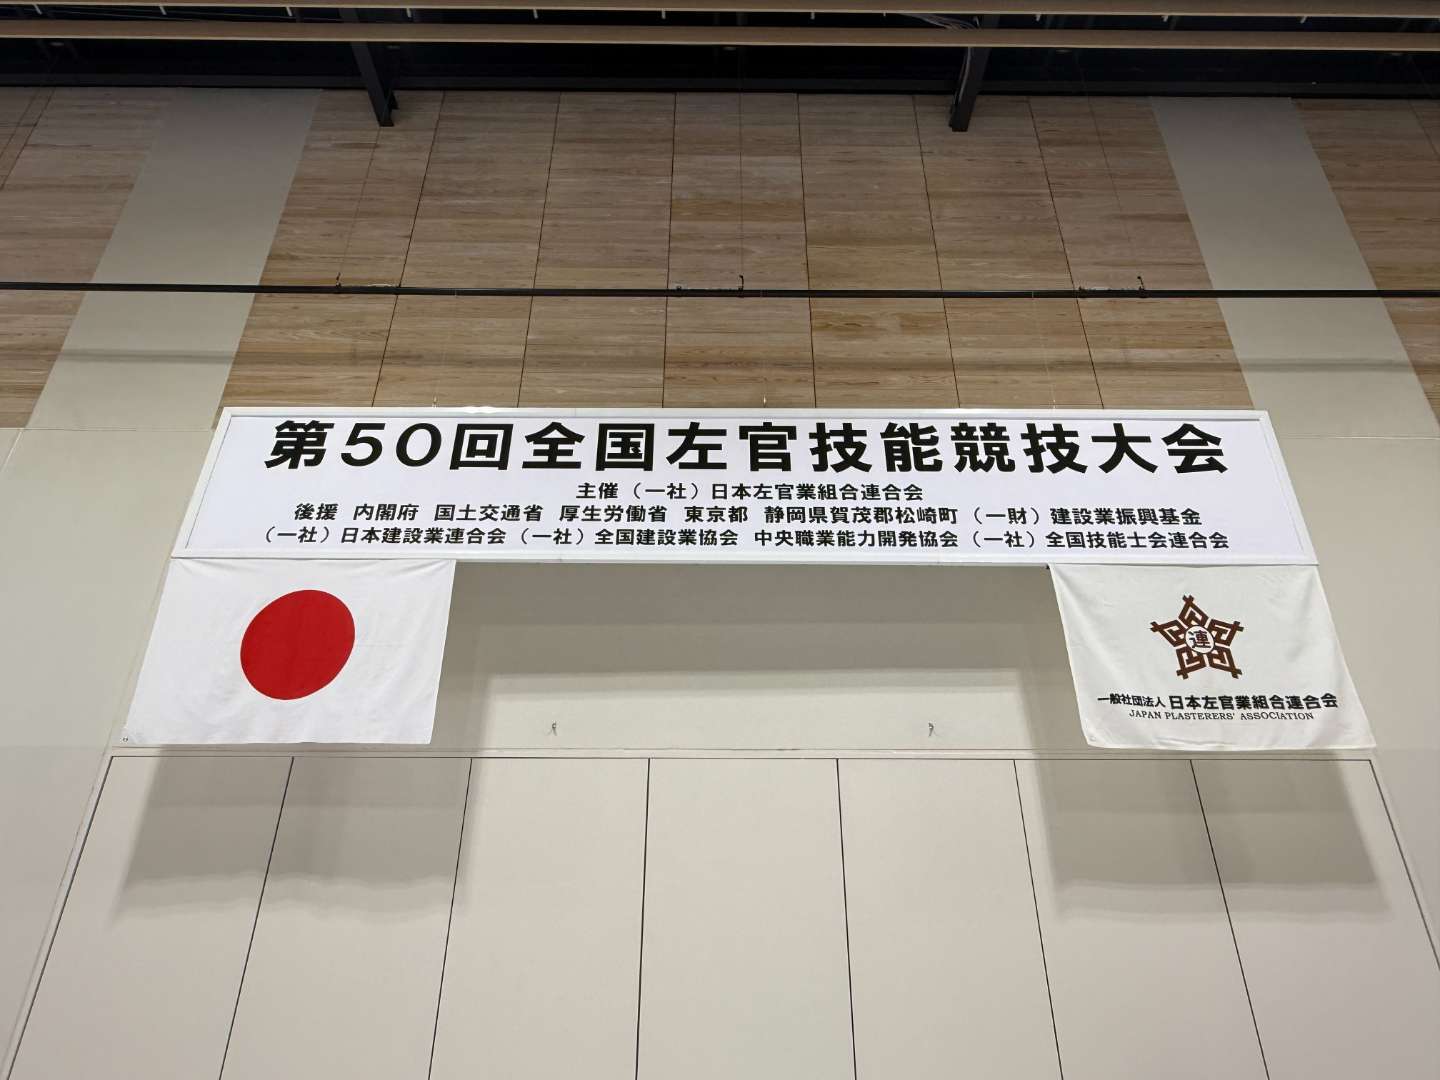 第50回全国左官技能競技大会
主催（一社）日本左官業組合連合会
後援 内閣府 国土交通省 厚生労働省 東京都 静岡県賀茂郡松崎町（一財）建設業振興基金
（一社）日本建設業連合会（一社）全国建設業協会 中央職業能力開発協会（一社）全国技能士会連合会
連
一般社団法人 日本左官業組合連合会
JAPAN PLASTERERS' ASSOCIATION